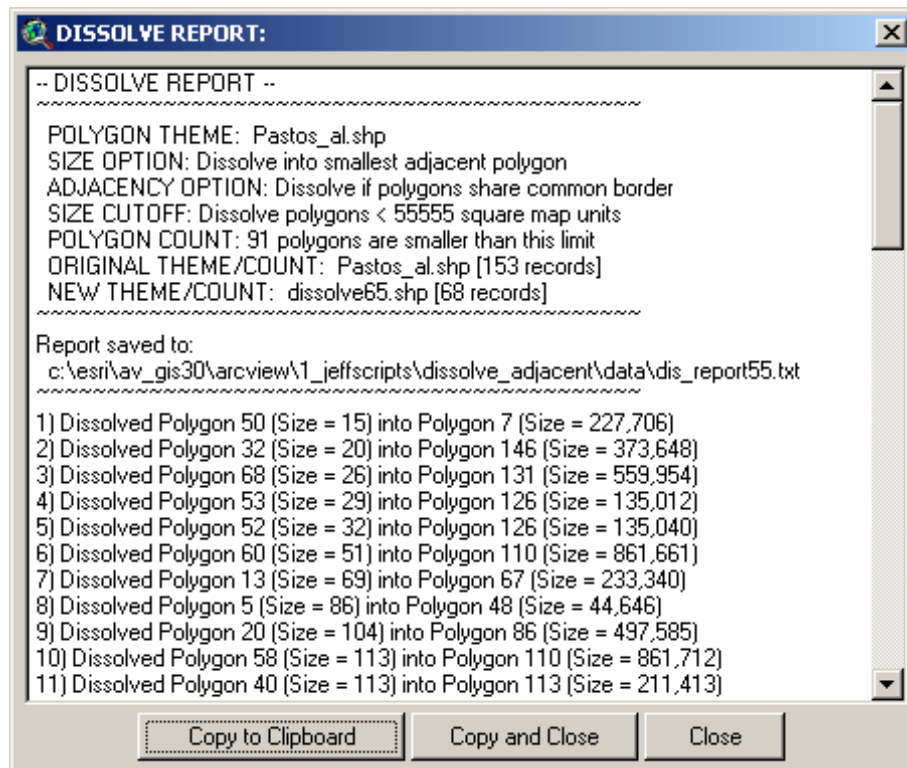 DISSOLVE REPORT:
-- DISSOLVE REPORT --
~~~~~~~~~~~~~~~~~~~~~~~~~~~~~~~~~~~~~~~~~~~~~
POLYGON THEME: Pastos_al.shp
SIZE OPTION: Dissolve into smallest adjacent polygon
ADJACENCY OPTION: Dissolve if polygons share common border
SIZE CUTOFF: Dissolve polygons < 55555 square map units
POLYGON COUNT: 91 polygons are smaller than this limit
ORIGINAL THEME/COUNT: Pastos_al.shp [153 records]
NEW THEME/COUNT: dissolve65.shp [68 records]
~~~~~~~~~~~~~~~~~~~~~~~~~~~~~~~~~~~~~~~~~~~~~
Report saved to:
c:\esri\av_gis30\arcview\1_jeffscripts\dissolve_adjacent\data\dis_report55.txt
~~~~~~~~~~~~~~~~~~~~~~~~~~~~~~~~~~~~~~~~~~~~~
1) Dissolved Polygon 50 (Size = 15) into Polygon 7 (Size = 227,706)
2) Dissolved Polygon 32 (Size = 20) into Polygon 146 (Size = 373,648)
3) Dissolved Polygon 68 (Size = 26) into Polygon 131 (Size = 559,954)
4) Dissolved Polygon 53 (Size = 29) into Polygon 126 (Size = 135,012)
5) Dissolved Polygon 52 (Size = 32) into Polygon 126 (Size = 135,040)
6) Dissolved Polygon 60 (Size = 51) into Polygon 110 (Size = 861,661)
7) Dissolved Polygon 13 (Size = 69) into Polygon 67 (Size = 233,340)
8) Dissolved Polygon 5 (Size = 86) into Polygon 48 (Size = 44,646)
9) Dissolved Polygon 20 (Size = 104) into Polygon 86 (Size = 497,585)
10) Dissolved Polygon 58 (Size = 113) into Polygon 110 (Size = 861,712)
11) Dissolved Polygon 40 (Size = 113) into Polygon 113 (Size = 211,413)
Copy to Clipboard Copy and Close Close